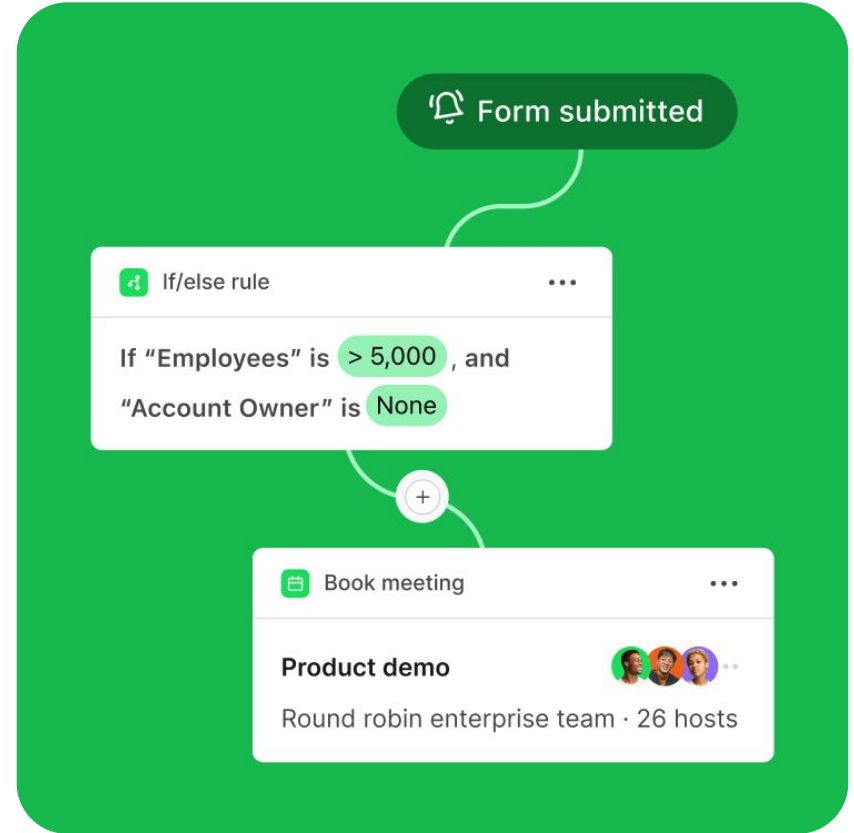 Form submitted
If/else rule
If “Employees” is > 5,000 , and
“Account Owner” is None
Book meeting
Product demo
Round robin enterprise team · 26 hosts